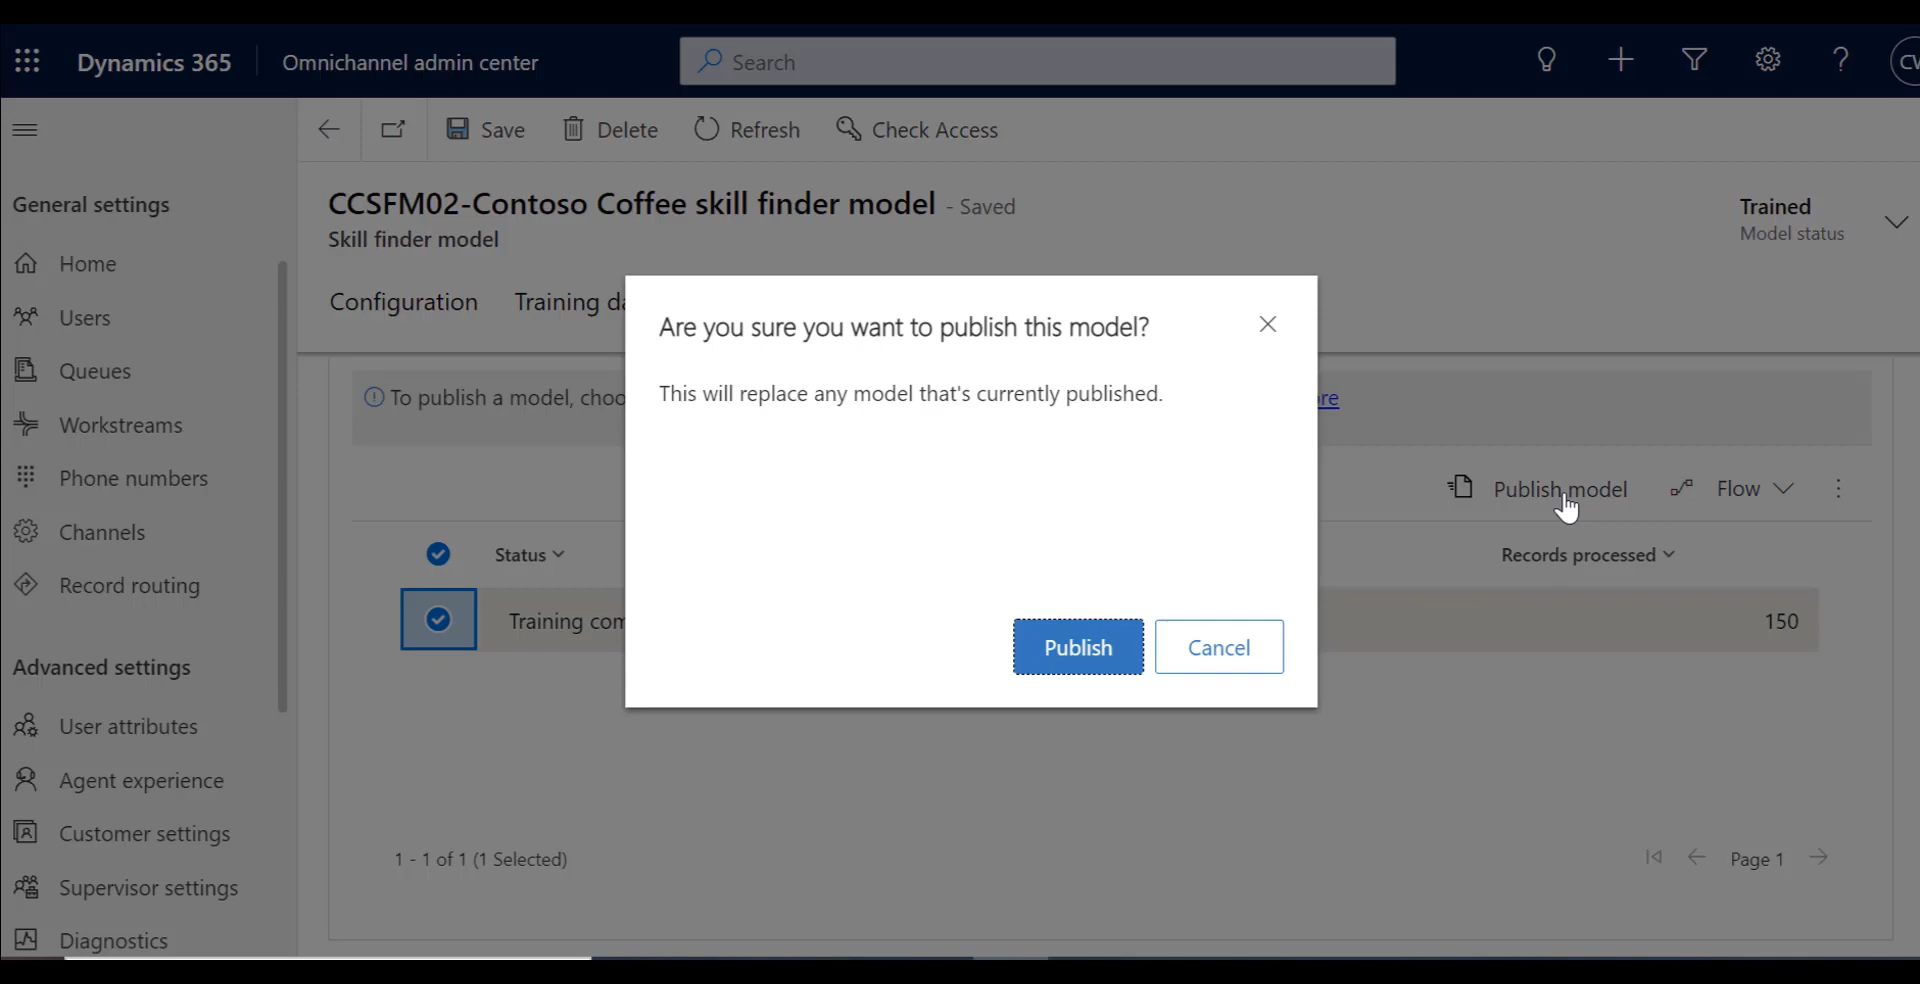 Dynamics 365
Omnichannel admin center
Search
CW
Save
Delete
Refresh
Check Access
General settings
Home
Users
Queues
Workstreams
Phone numbers
Channels
Record routing
Advanced settings
User attributes
Agent experience
Customer settings
Supervisor settings
Diagnostics
CCSFM02-Contoso Coffee skill finder model - Saved
Skill finder model
Trained
Model status
Configuration
Training da
To publish a model, choo
re
Are you sure you want to publish this model?
This will replace any model that's currently published.
Publish
Cancel
Publish model
Flow
Status
Records processed
Training com
150
1 - 1 of 1 (1 Selected)
Page 1